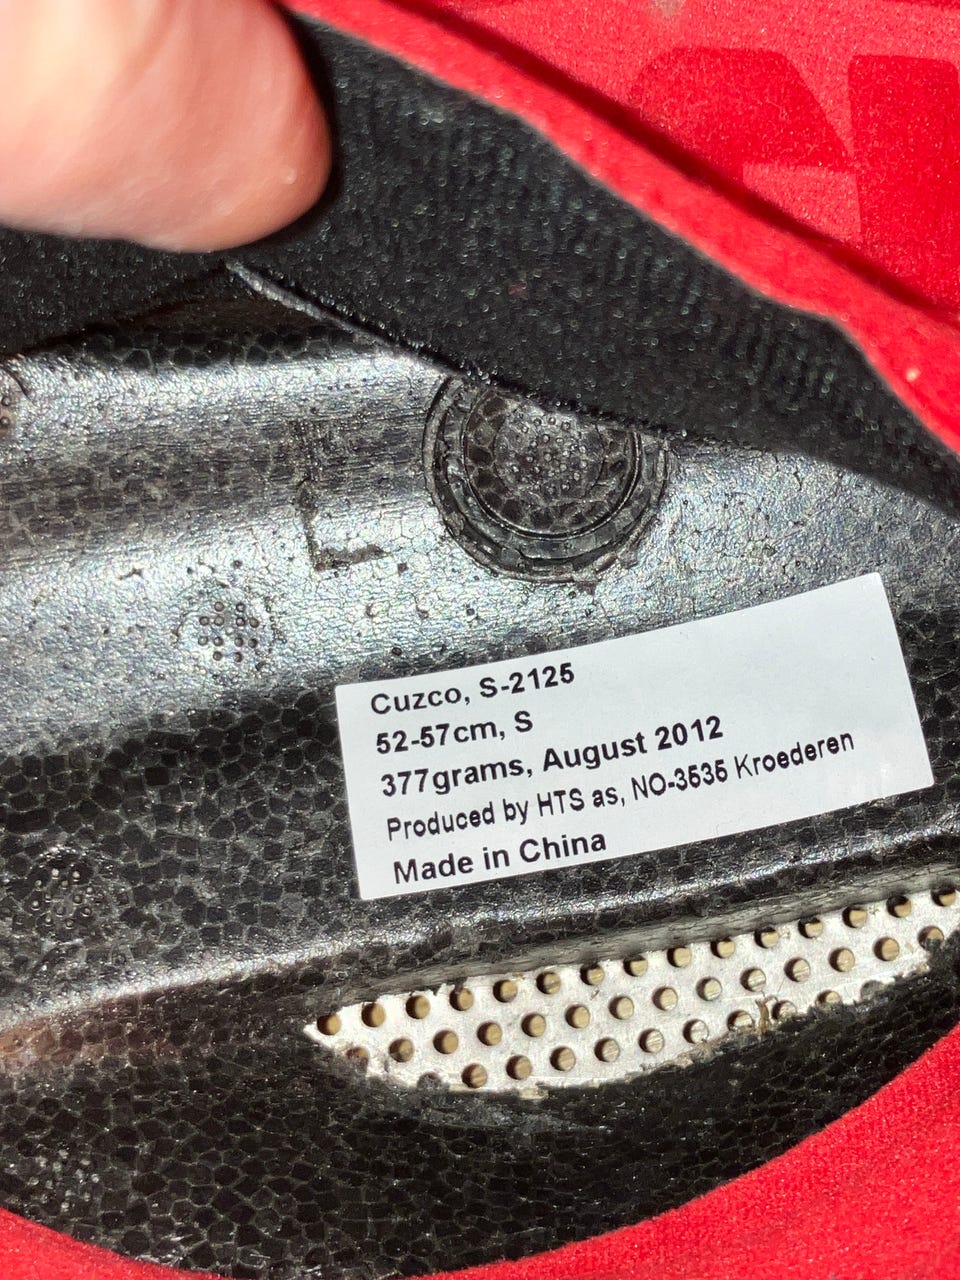 Cuzco, S-2125
52-57cm, S
377grams, August 2012
Produced by HTS as, NO-3535 Kroederen
Made in China